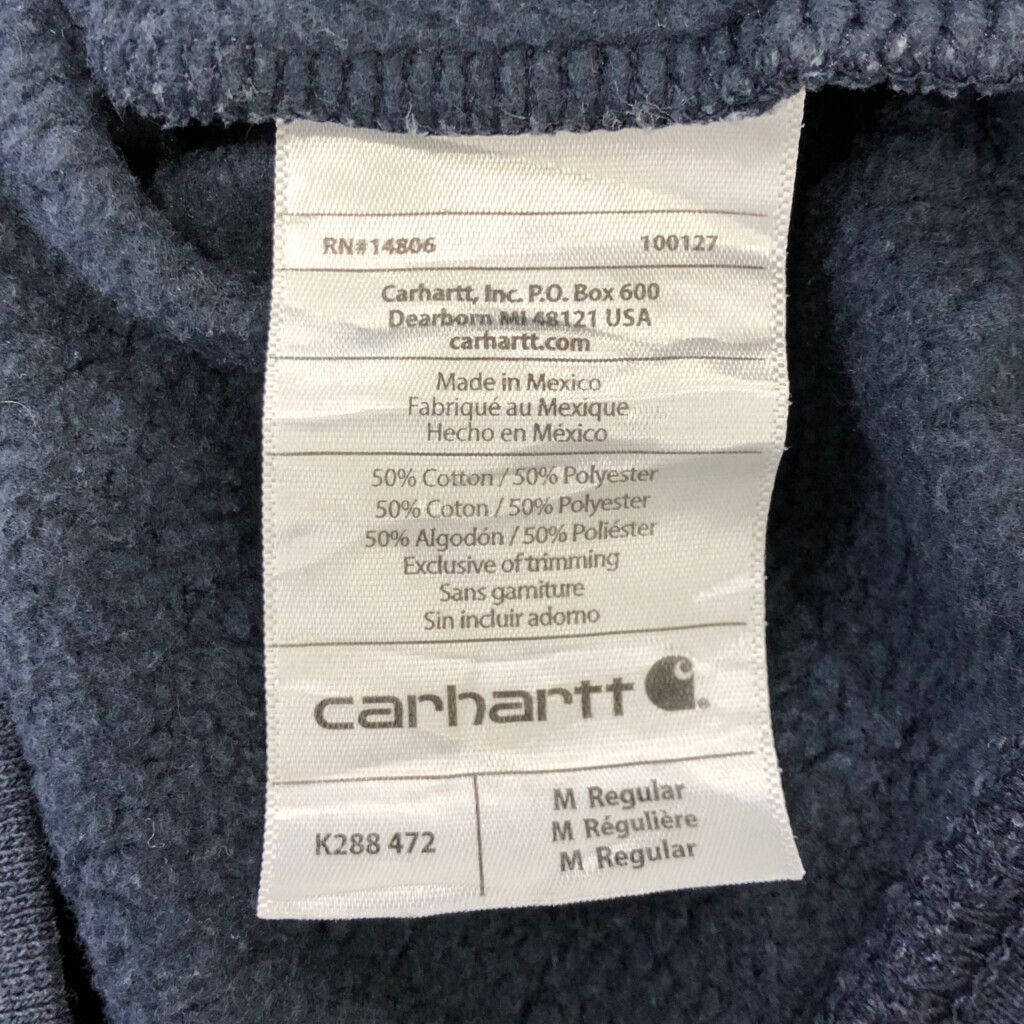 RN#14806 100127
Carhartt, Inc. P.O. Box 600
Dearborn MI 48121 USA
carhartt.com
Made in Mexico
Fabriqué au Mexique
Hecho en México
50% Cotton / 50% Polyester
50% Coton / 50% Polyester
50% Algodón / 50% Poliéster
Exclusive of trimming
Sans garniture
Sin incluir adorno
carhartt
K288 472
M Regular
M Régulière
M Regular